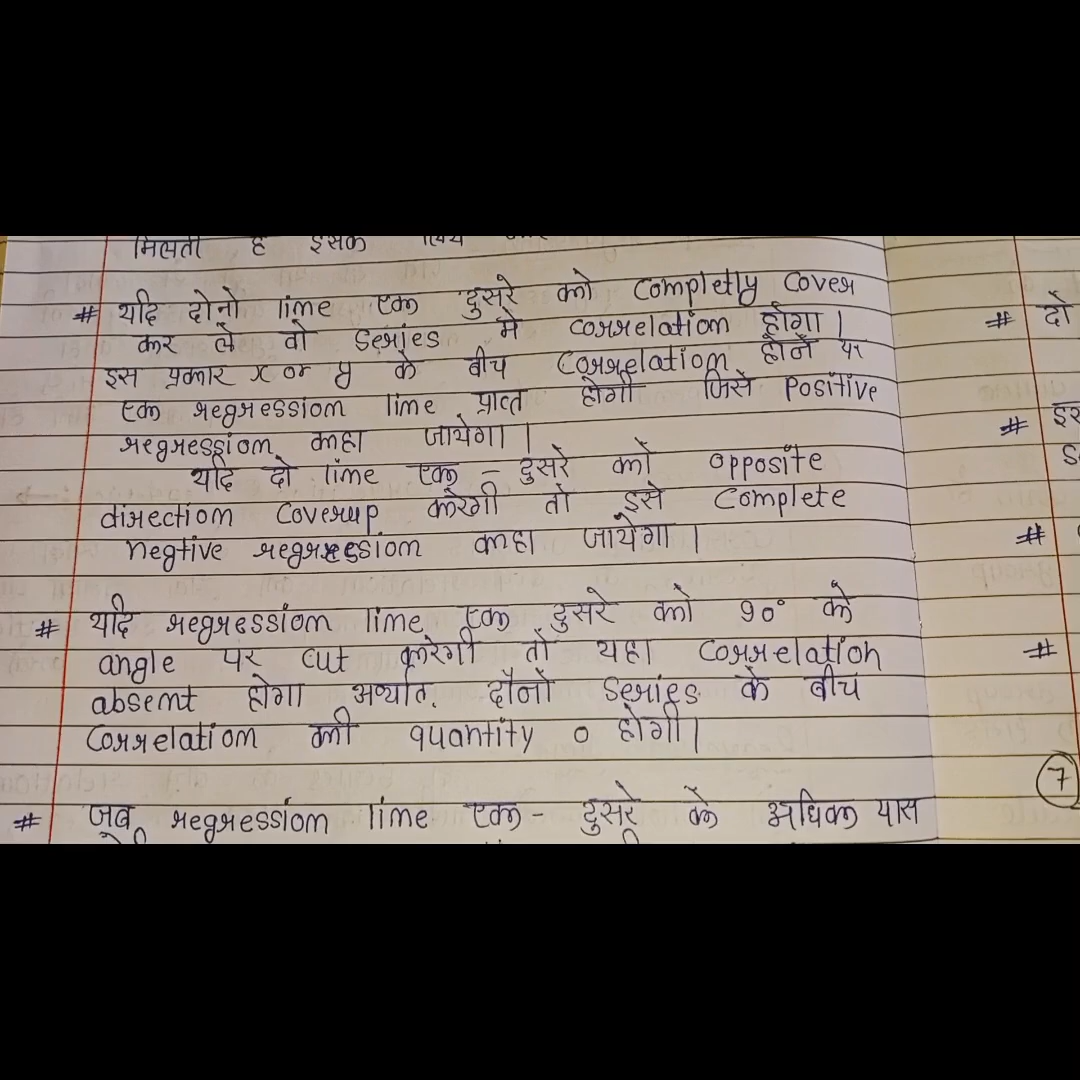 मिलती है इसके लिये
# यदि दोनो line एक दुसरे को completly cover
कर ले तो series मे correlation होगा।
इस प्रकार x or y के बीच correlation होने पर
एक regression line प्राप्त होगी जिसे positive
regression कहा जायेगा।
यदि दो line एक - दुसरे को opposite
direction coverup करेगी तो इसे complete
negtive regression कहा जायेगा।
# यदि regression line एक दुसरे को 90° के
angle पर cut करेगी तो यहा correlation
absent होगा अर्थात् दोनों series के बीच
correlation की quantity 0 होगी।
# जब regression line एक - दुसरे के अधिक पास
# दो
# इस
#
#
7